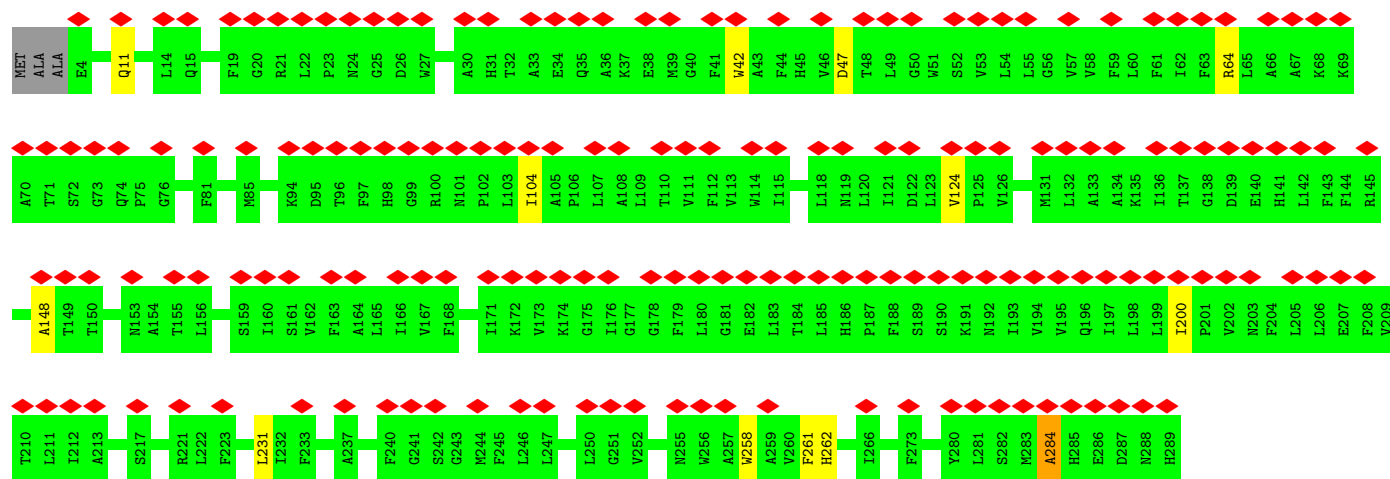 MET ALA ALA E4 Q11 L14 Q15 F19 G20 R21 L22 P23 N24 G25 D26 W27 A30 H31 T32 A33 E34 Q35 A36 K37 E38 M39 G40 F41 W42 A43 F44 H45 V46 D47 T48 L49 G50 W51 S52 V53 L54 L55 G56 V57 V58 F59 L60 F61 I62 F63 R64 L65 A66 A67 K68 K69
A70 T71 S72 G73 Q74 P75 G76 F81 M85 K94 D95 T96 F97 H98 G99 R100 N101 P102 L103 I104 A105 P106 L107 A108 L109 T110 V111 F112 V113 W114 I115 L118 N119 L120 I121 D122 L123 V124 P125 V126 M131 L132 A133 A134 K135 I136 T137 G138 D139 E140 H141 L142 F143 F144 R145
A148 T149 T150 N153 A154 T155 L156 S159 I160 S161 V162 F163 A164 L165 I166 V167 F168 I171 K172 V173 K174 G175 I176 G177 G178 F179 L180 G181 E182 L183 T184 L185 H186 P187 F188 S189 S190 K191 N192 I193 V194 V195 Q196 I197 L198 L199 I200 P201 V202 N203 F204 L205 L206 E207 F208 V209
T210 L211 I212 A213 S217 R221 L222 F223 L231 I232 F233 A237 F240 G241 S242 G243 M244 F245 L246 L247 L250 G251 V252 N255 W256 A257 W258 A259 V260 F261 H262 I266 F273 Y280 L281 S282 M283 A284 H285 E286 D287 N288 H289